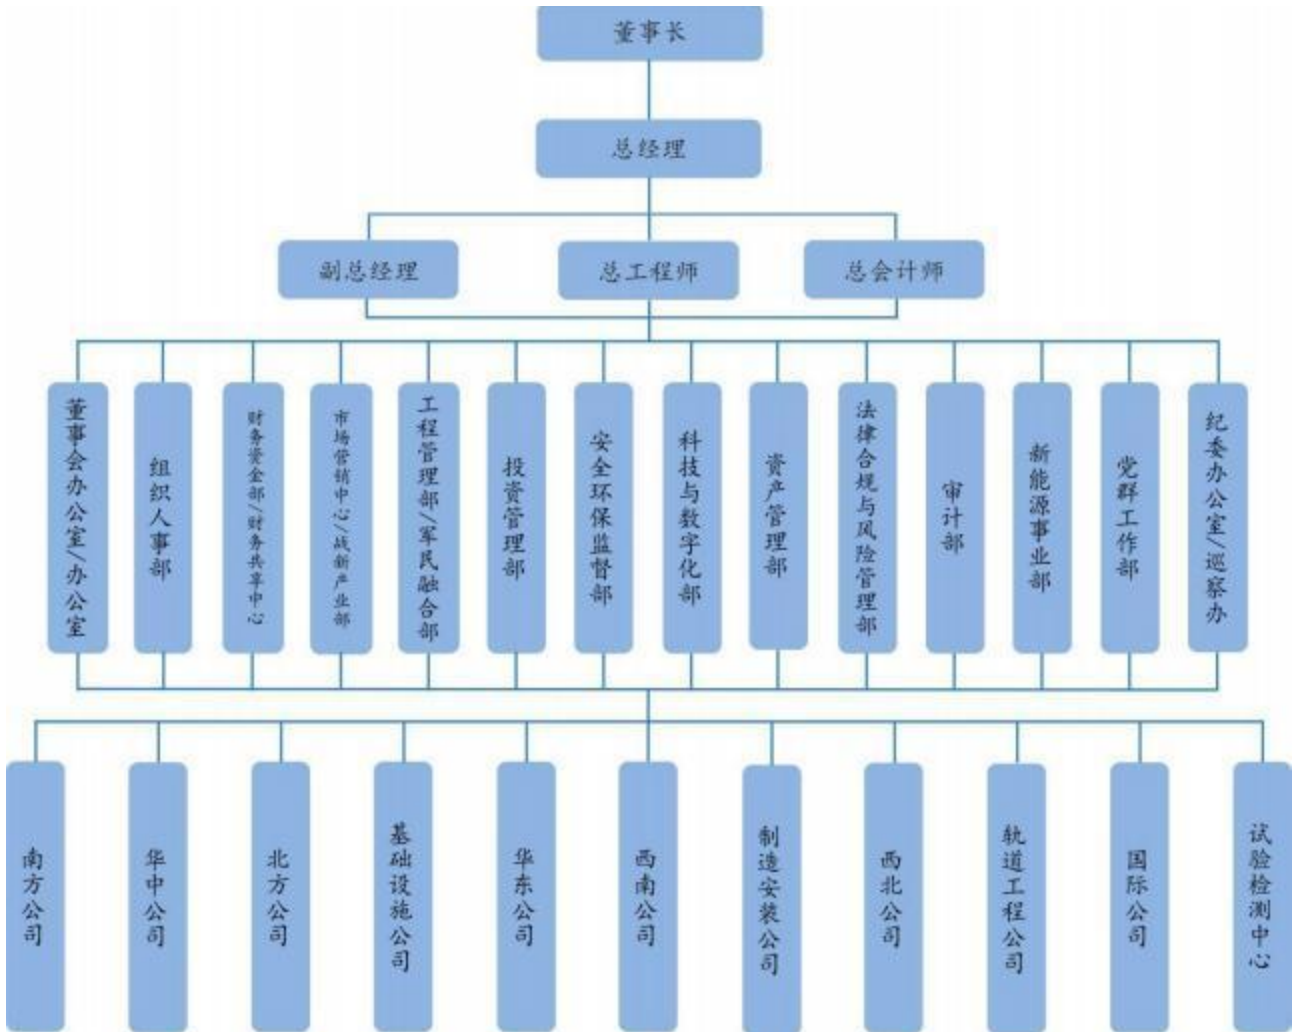 董事长
总经理
副总经理
总工程师
总会计师
董事会办公室/办公室
组织人事部
财务资金部/财务共享中心
市场营销中心/战新产业部
工程管理部/军民融合部
投资管理部
安全环保监督部
科技与数字化部
资产管理部
法律合规与风险管理部
审计部
新能源事业部
党群工作部
纪委办公室/巡察办
南方公司
华中公司
北方公司
基础设施公司
华东公司
西南公司
制造安装公司
西北公司
轨道工程公司
国际公司
试验检测中心